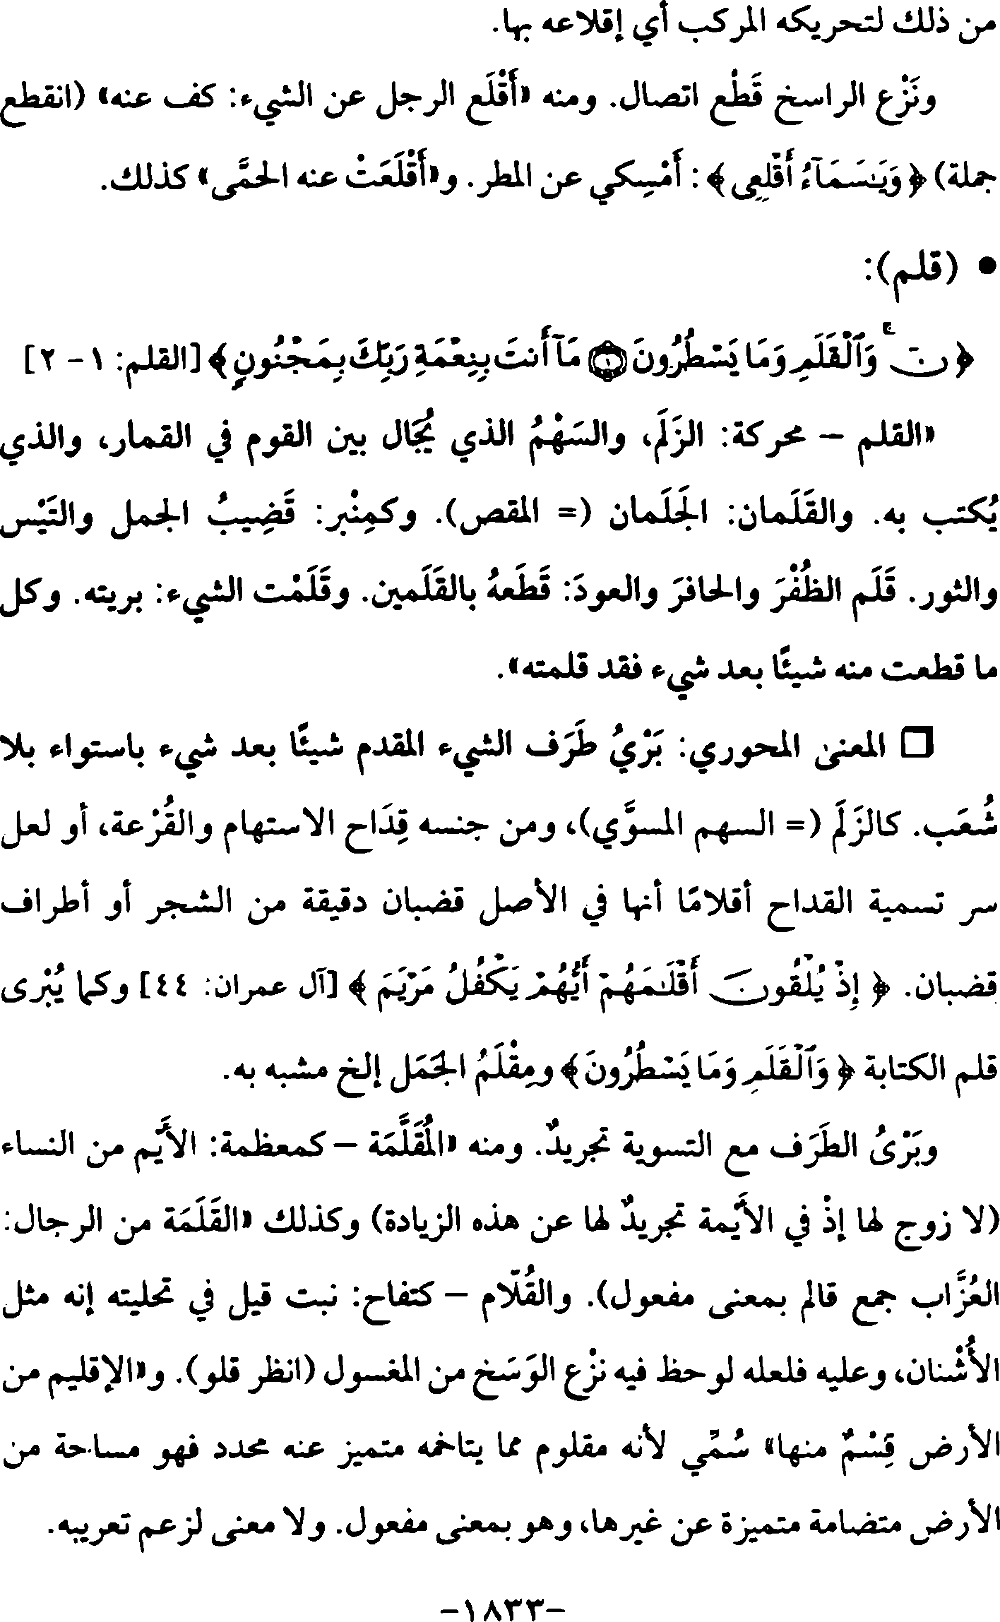 من ذلك لتحريكه المركب أي إقلاعه بها.
ونَزْع الراسخ قَطْع اتصال. ومنه «أَقْلَع الرجل عن الشيء: كف عنه» (انقطع
جملة) ﴿وَيَٰسَمَآءُ أَقْلِعِى﴾: أَمْسِكي عن المطر. و«أَقْلَعَتْ عنه الحمَّى» كذلك.
• (قلم):
﴿نٓ ۚ وَٱلْقَلَمِ وَمَا يَسْطُرُونَ ۝١ مَآ أَنتَ بِنِعْمَةِ رَبِّكَ بِمَجْنُونٍ﴾ [القلم: ١ - ٢]
«القلم – محركة: الزَلَم، والسَهْمُ الذي يُجَال بين القوم في القمار، والذي
يُكتب به. والقَلَمان: الجَلَمان (= المقص). وكمِنْبر: قَضِيبُ الجمل والتَيْس
والثور. قَلَم الظُفْرَ والحافرَ والعودَ: قَطَعهُ بالقَلَمين. وقَلَمْت الشيء: بريته. وكل
ما قطعت منه شيئًا بعد شيء فقد قلمته».
□ المعنى المحوري: بَرْيُ طَرَف الشيء المقدم شيئًا بعد شيء باستواء بلا
شُعَب. كالزَلَم (= السهم المسوَّي)، ومن جنسه قِدَاح الاستهام والقُرْعة، أو لعل
سر تسمية القداح أقلامًا أنها في الأصل قضبان دقيقة من الشجر أو أطراف
قضبان. ﴿إِذْ يُلْقُونَ أَقْلَٰمَهُمْ أَيُّهُمْ يَكْفُلُ مَرْيَمَ﴾ [آل عمران: ٤٤] وكما يُبْرى
قلم الكتابة ﴿وَٱلْقَلَمِ وَمَا يَسْطُرُونَ﴾ ومِقْلَمُ الجَمَل إلخ مشبه به.
وبَرْىُ الطَرَف مع التسوية تجريدٌ. ومنه «المُقَلَّمَة – كمعظمة: الأيِّم من النساء
(لا زوج لها إذْ في الأَيِّمة تجريدٌ لها عن هذه الزيادة) وكذلك «القَلَمَة من الرجال:
العُزَّاب جمع قالم بمعنى مفعول). والقُلّام – كتفاح: نبت قيل في تحليته إنه مثل
الأُشْنان، وعليه فلعله لوحظ فيه نزْع الوَسَخ من المغسول (انظر قلو). و«الإقليم من
الأرض قِسْمٌ منها» سُمِّي لأنه مقلوم مما يتاخمه متميز عنه محدد فهو مساحة من
الأرض متضامة متميزة عن غيرها، وهو بمعنى مفعول. ولا معنى لزعم تعريبه.
-١٨٣٣-